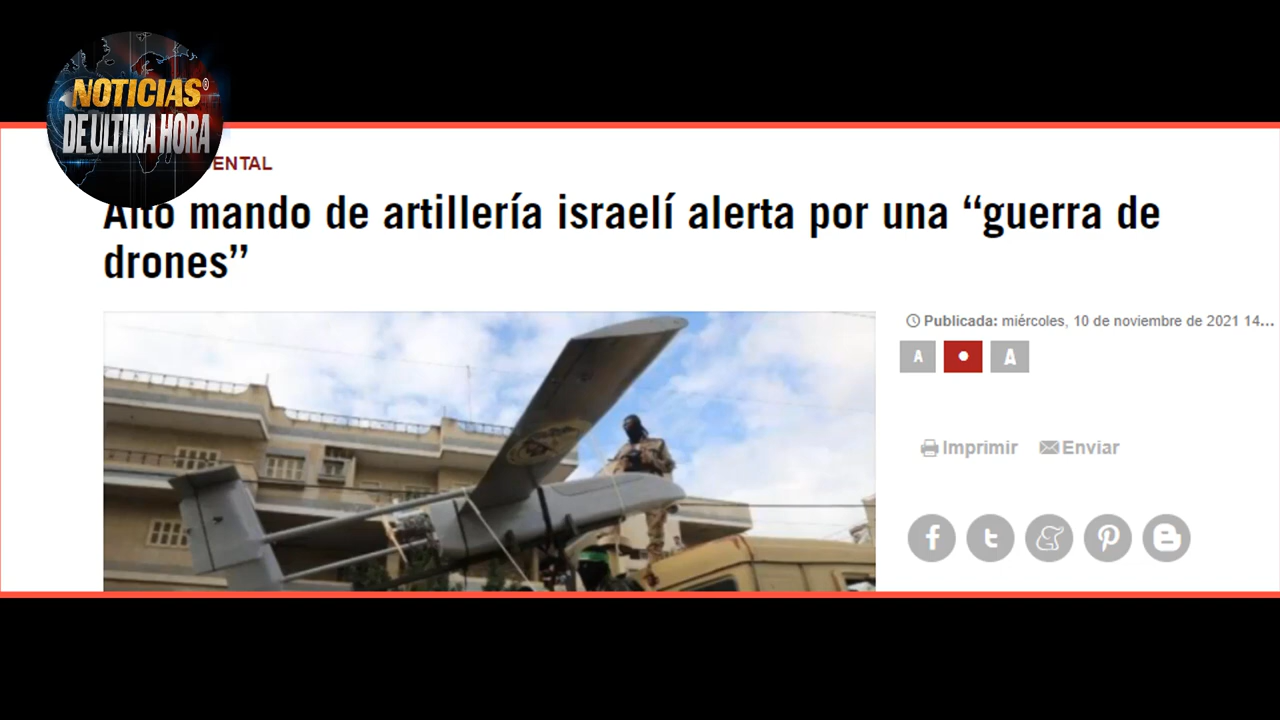 NOTICIAS®
DE ULTIMA HORA
ENTAL
Alto mando de artillería israelí alerta por una “guerra de
drones”
Publicada: miércoles, 10 de noviembre de 2021 14...
A
A
Imprimir Enviar